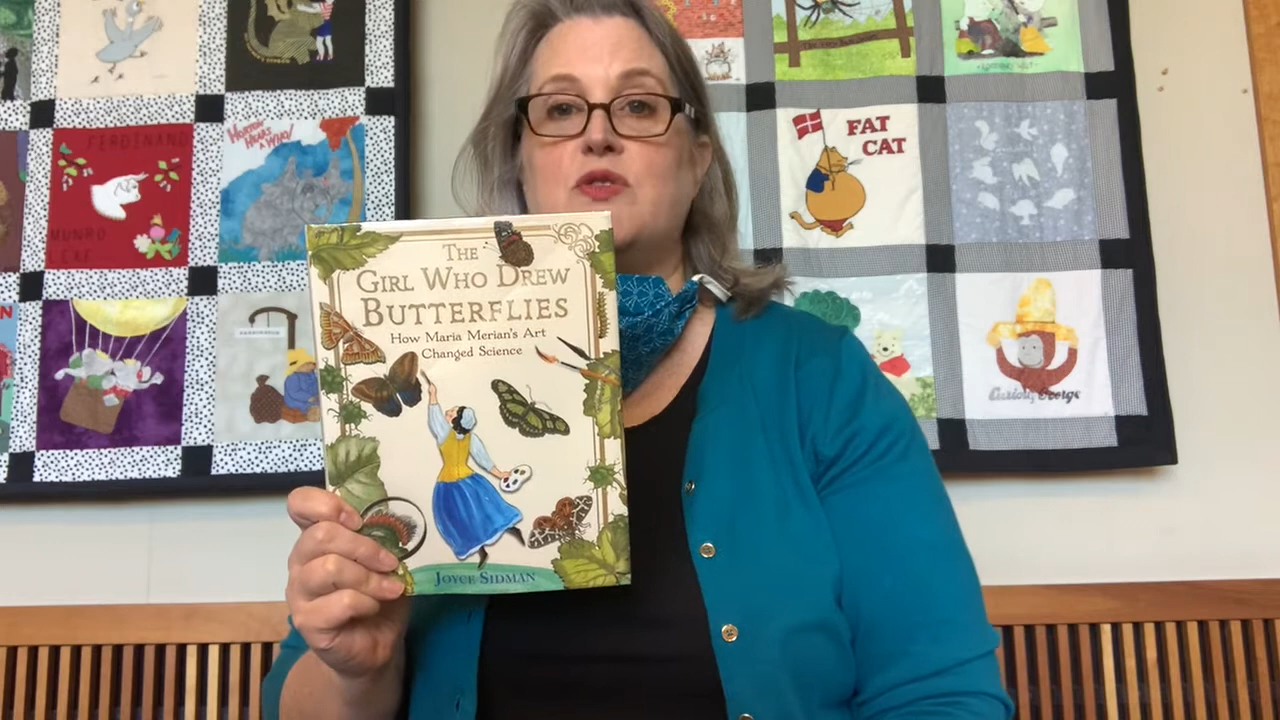 FERDINAND
MUNRO
LEAF
HORTON
HEARS A WHO!
THE
GIRL WHO DREW
BUTTERFLIES
HOW MARIA MERIAN'S ART
CHANGED SCIENCE
JOYCE SIDMAN
FAT
CAT
Curious George